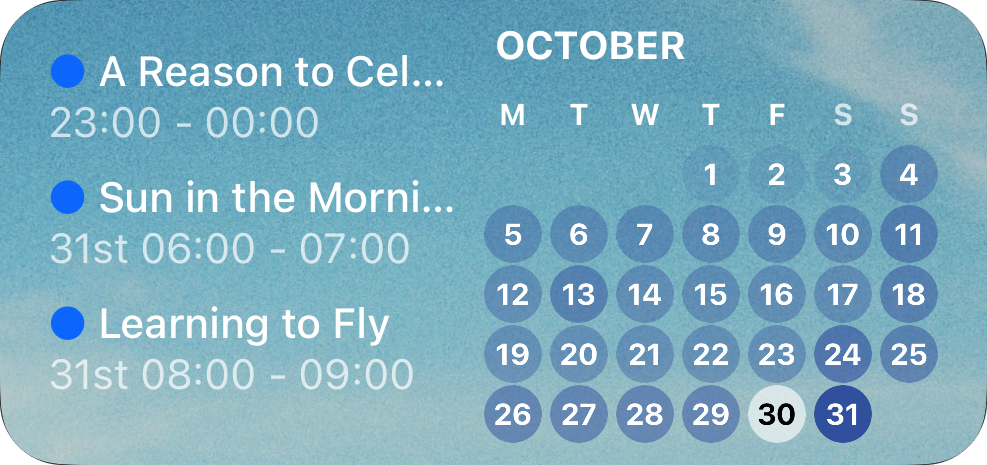 A Reason to Cel...
23:00 - 00:00
Sun in the Morni...
31st 06:00 - 07:00
Learning to Fly
31st 08:00 - 09:00
OCTOBER
M T W T F S S
1 2 3 4
5 6 7 8 9 10 11
12 13 14 15 16 17 18
19 20 21 22 23 24 25
26 27 28 29 30 31